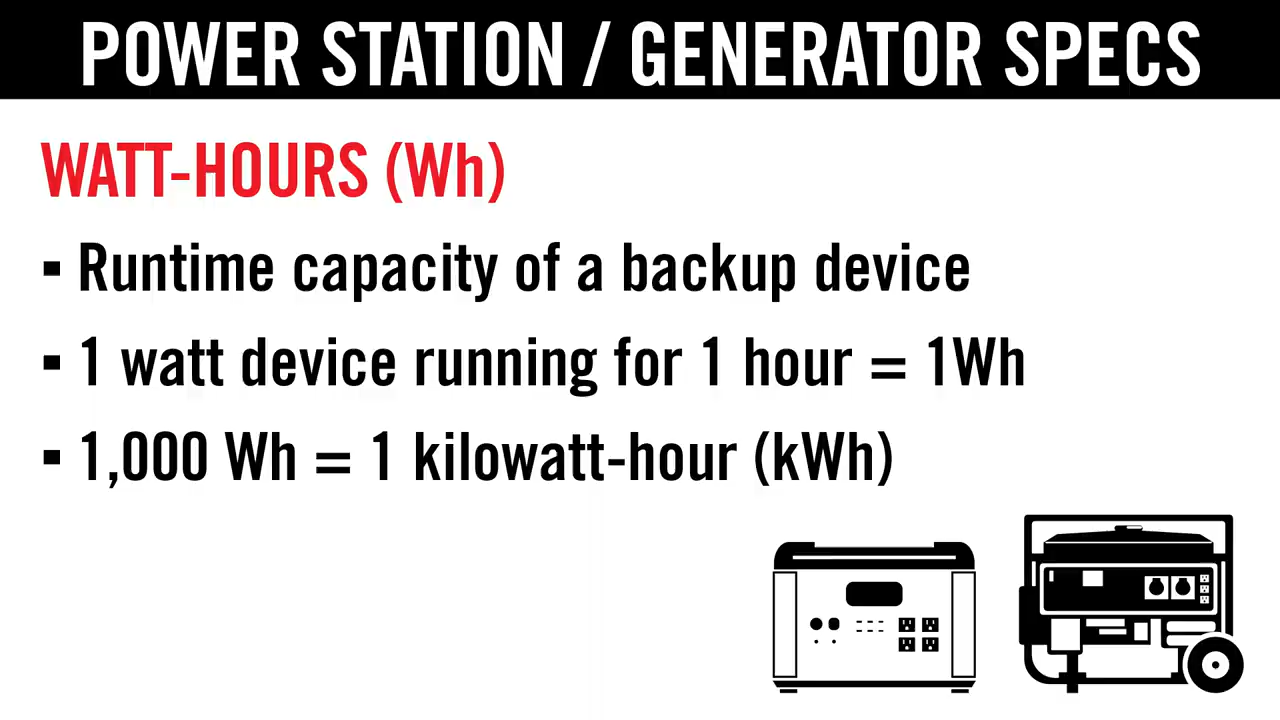 POWER STATION / GENERATOR SPECS
WATT-HOURS (Wh)
▪ Runtime capacity of a backup device
▪ 1 watt device running for 1 hour = 1Wh
▪ 1,000 Wh = 1 kilowatt-hour (kWh)